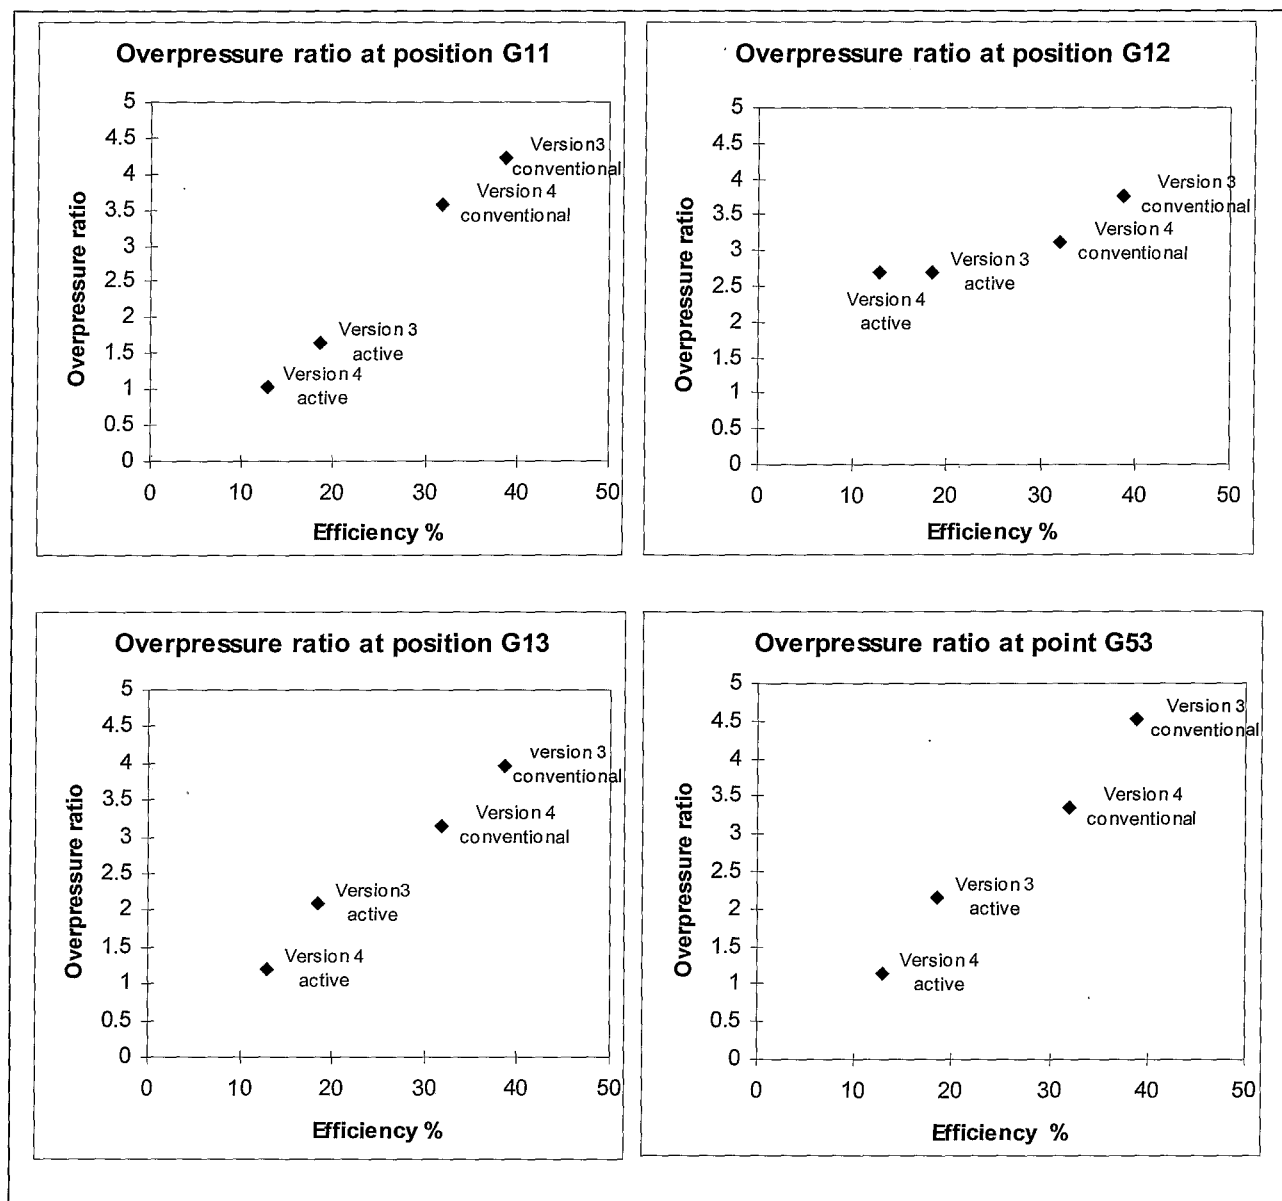 Overpressure ratio at position G11
5
4.5
4
3.5
3
2.5
2
1.5
1
0.5
0
Overpressure ratio
Version3
conventional
Version 4
conventional
Version 3
active
Version 4
active
0 10 20 30 40 50
Efficiency %
Overpressure ratio at position G12
5
4.5
4
3.5
3
2.5
2
1.5
1
0.5
0
Overpressure ratio
Version 3
conventional
Version 4
conventional
Version 3
active
Version 4
active
0 10 20 30 40 50
Efficiency %
Overpressure ratio at position G13
5
4.5
4
3.5
3
2.5
2
1.5
1
0.5
0
Overpressure ratio
version 3
conventional
Version 4
conventional
Version3
active
Version 4
active
0 10 20 30 40 50
Efficiency %
Overpressure ratio at point G53
5
4.5
4
3.5
3
2.5
2
1.5
1
0.5
0
Overpressure ratio
Version 3
conventional
Version 4
conventional
Version 3
active
Version 4
active
0 10 20 30 40 50
Efficiency %